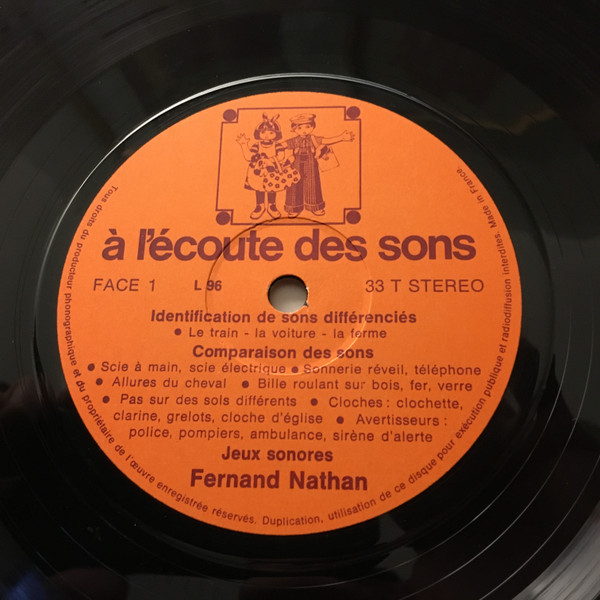 à l'écoute des sons
FACE 1 L 96 33 T STEREO
Identification de sons différenciés
• Le train - la voiture - la ferme
Comparaison des sons
• Scie à main, scie électrique • Sonnerie réveil, téléphone
• Allures du cheval • Bille roulant sur bois, fer, verre
• Pas sur des sols différents • Cloches : clochette,
clarine, grelots, cloche d'église • Avertisseurs :
police, pompiers, ambulance, sirène d'alerte
Jeux sonores
Fernand Nathan
Tous droits du producteur phonographique et du propriétaire de l'œuvre enregistrée réservés. Duplication, utilisation de ce disque pour exécution publique et radiodiffusion interdites. Made in France.